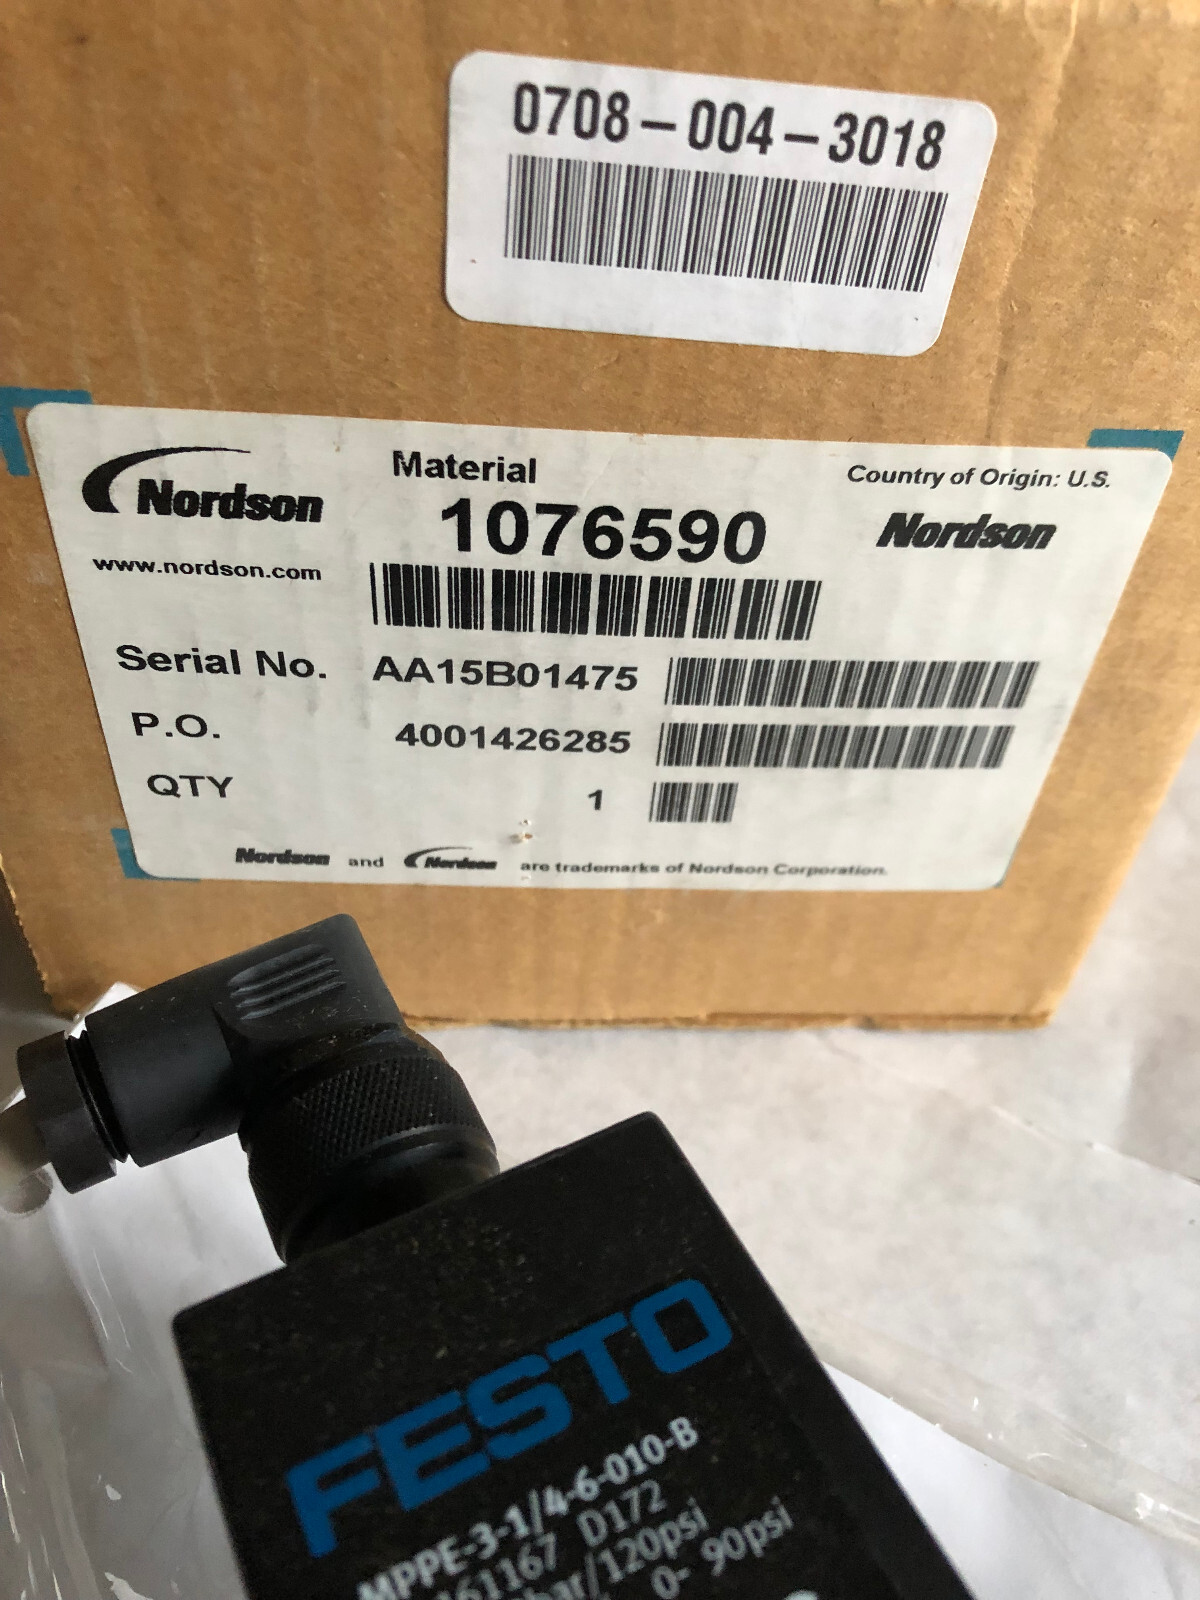 0708-004-3018
Nordson
www.nordson.com
Material
1076590
Country of Origin: U.S.
Nordson
Serial No. AA15B01475
P.O. 4001426285
QTY 1
Nordson and Nordson are trademarks of Nordson Corporation.
FESTO
MPPE-3-1/4-6-010-B
161167 D172
bar/120psi
0- 90psi